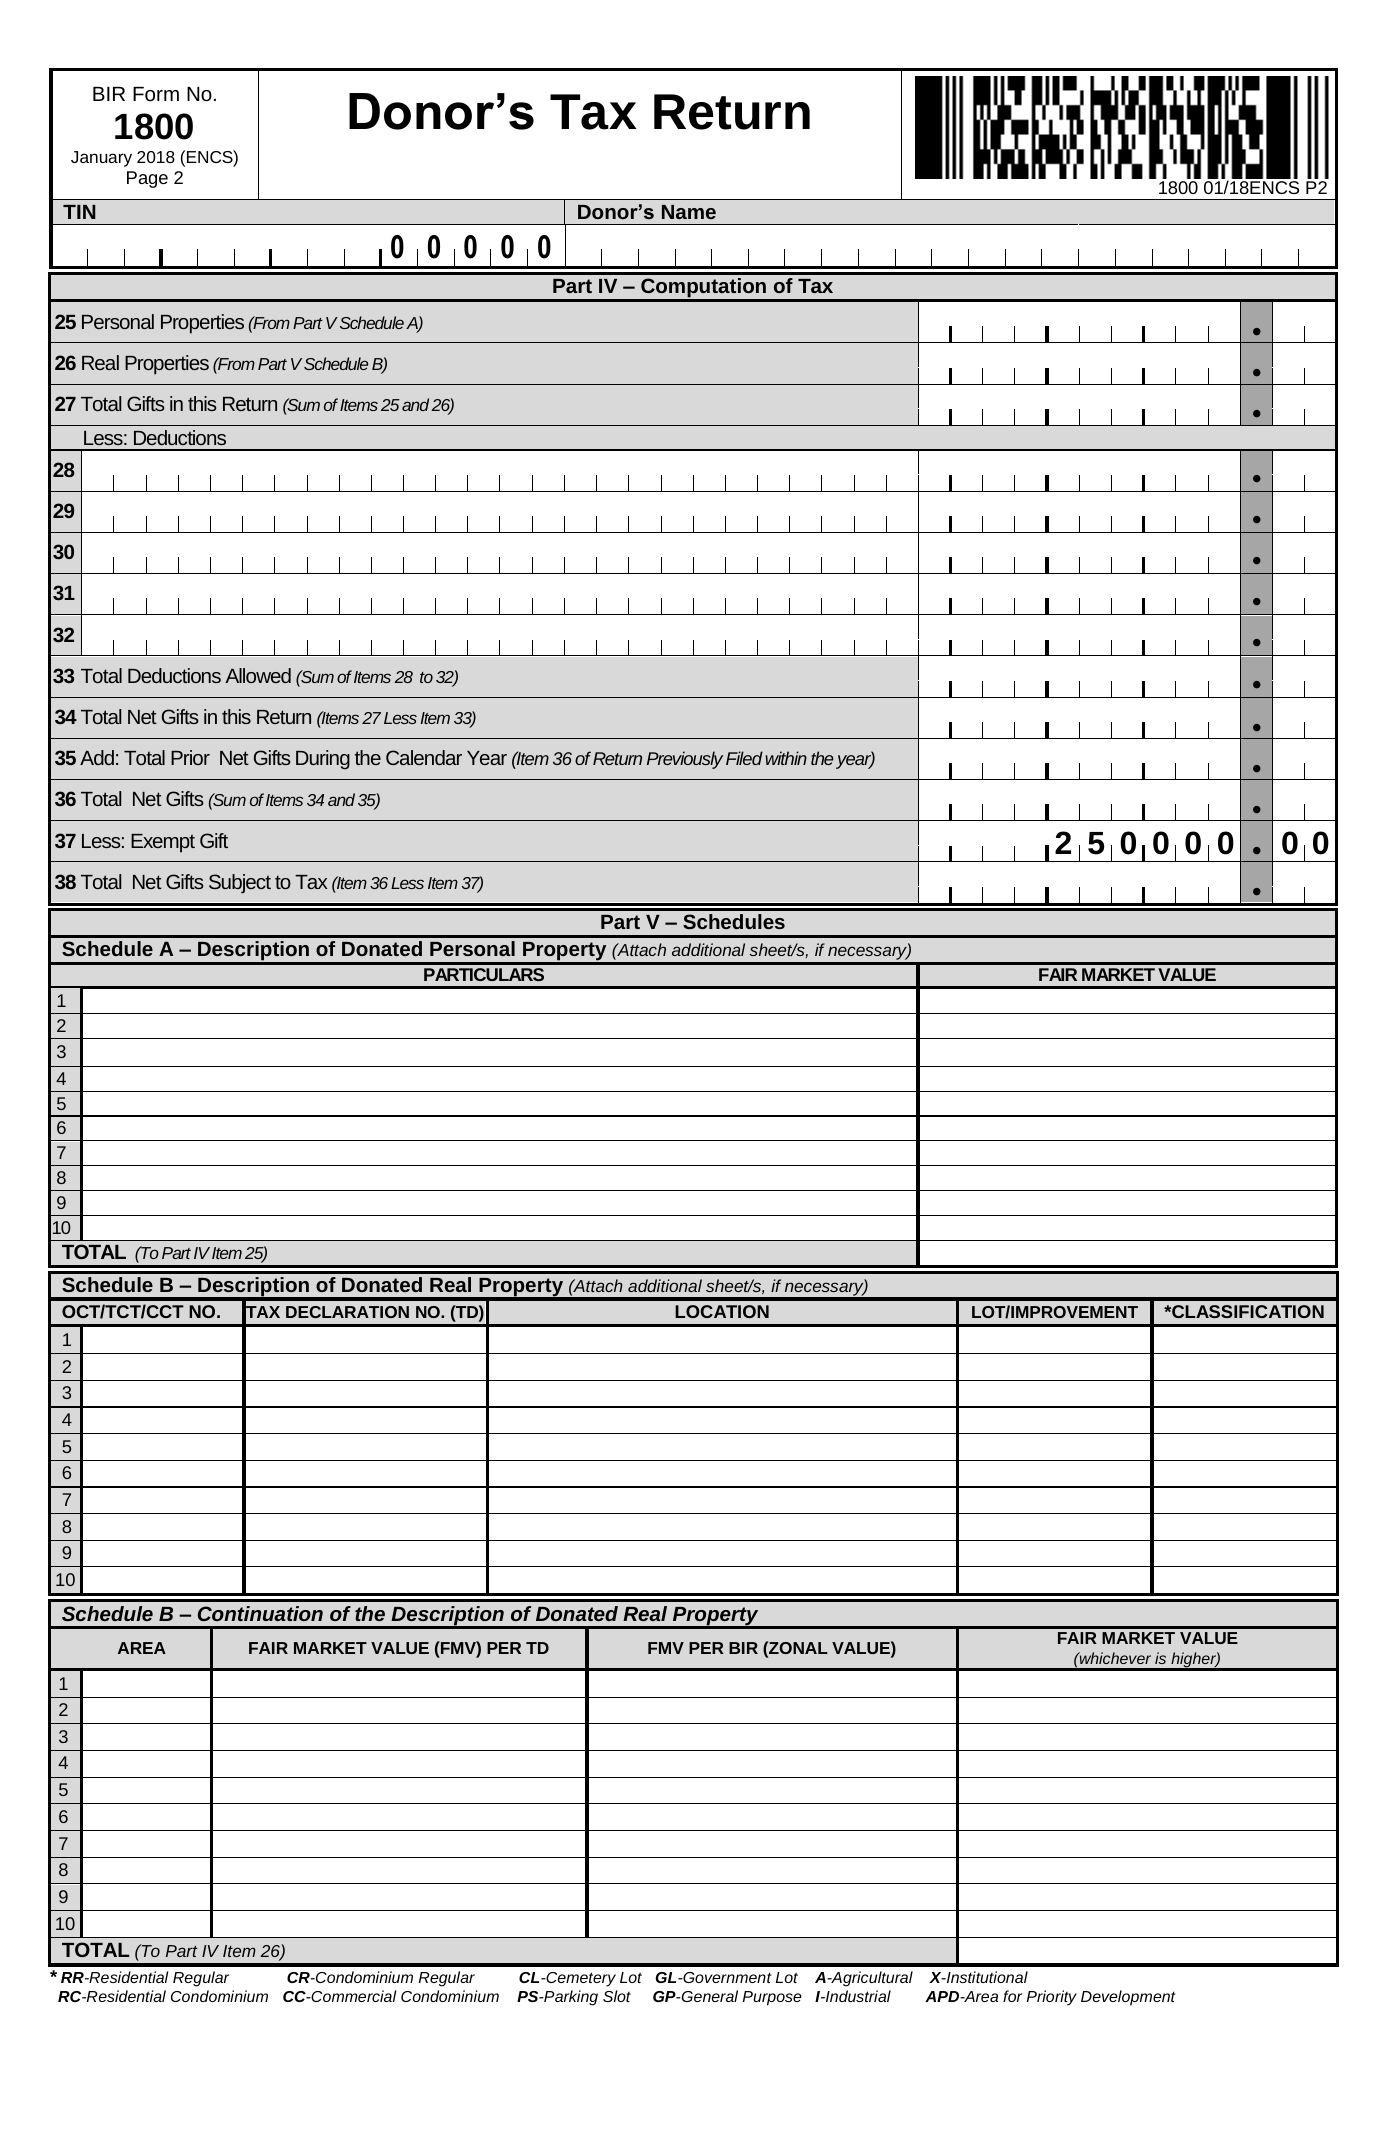 BIR Form No.
1800
January 2018 (ENCS)
Page 2
Donor’s Tax Return
1800 01/18ENCS P2
TIN Donor’s Name
0 0 0 0 0
Part IV – Computation of Tax
25 Personal Properties (From Part V Schedule A)
26 Real Properties (From Part V Schedule B)
27 Total Gifts in this Return (Sum of Items 25 and 26)
Less: Deductions
28
29
30
31
32
33 Total Deductions Allowed (Sum of Items 28 to 32)
34 Total Net Gifts in this Return (Items 27 Less Item 33)
35 Add: Total Prior Net Gifts During the Calendar Year (Item 36 of Return Previously Filed within the year)
36 Total Net Gifts (Sum of Items 34 and 35)
37 Less: Exempt Gift 2 5 0 0 0 0 . 0 0
38 Total Net Gifts Subject to Tax (Item 36 Less Item 37)
Part V – Schedules
Schedule A – Description of Donated Personal Property (Attach additional sheet/s, if necessary)
PARTICULARS FAIR MARKET VALUE
1
2
3
4
5
6
7
8
9
10
TOTAL (To Part IV Item 25)
Schedule B – Description of Donated Real Property (Attach additional sheet/s, if necessary)
OCT/TCT/CCT NO. TAX DECLARATION NO. (TD) LOCATION LOT/IMPROVEMENT *CLASSIFICATION
1
2
3
4
5
6
7
8
9
10
Schedule B – Continuation of the Description of Donated Real Property
AREA FAIR MARKET VALUE (FMV) PER TD FMV PER BIR (ZONAL VALUE) FAIR MARKET VALUE
(whichever is higher)
1
2
3
4
5
6
7
8
9
10
TOTAL (To Part IV Item 26)
* RR-Residential Regular CR-Condominium Regular CL-Cemetery Lot GL-Government Lot A-Agricultural X-Institutional
RC-Residential Condominium CC-Commercial Condominium PS-Parking Slot GP-General Purpose I-Industrial APD-Area for Priority Development